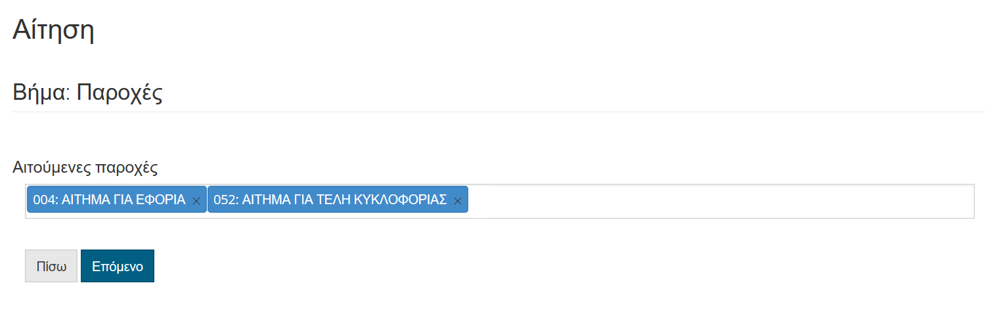 Αίτηση
Βήμα: Παροχές
Αιτούμενες παροχές
004: ΑΙΤΗΜΑ ΓΙΑ ΕΦΟΡΙΑ × 052: ΑΙΤΗΜΑ ΓΙΑ ΤΕΛΗ ΚΥΚΛΟΦΟΡΙΑΣ ×
Πίσω Επόμενο